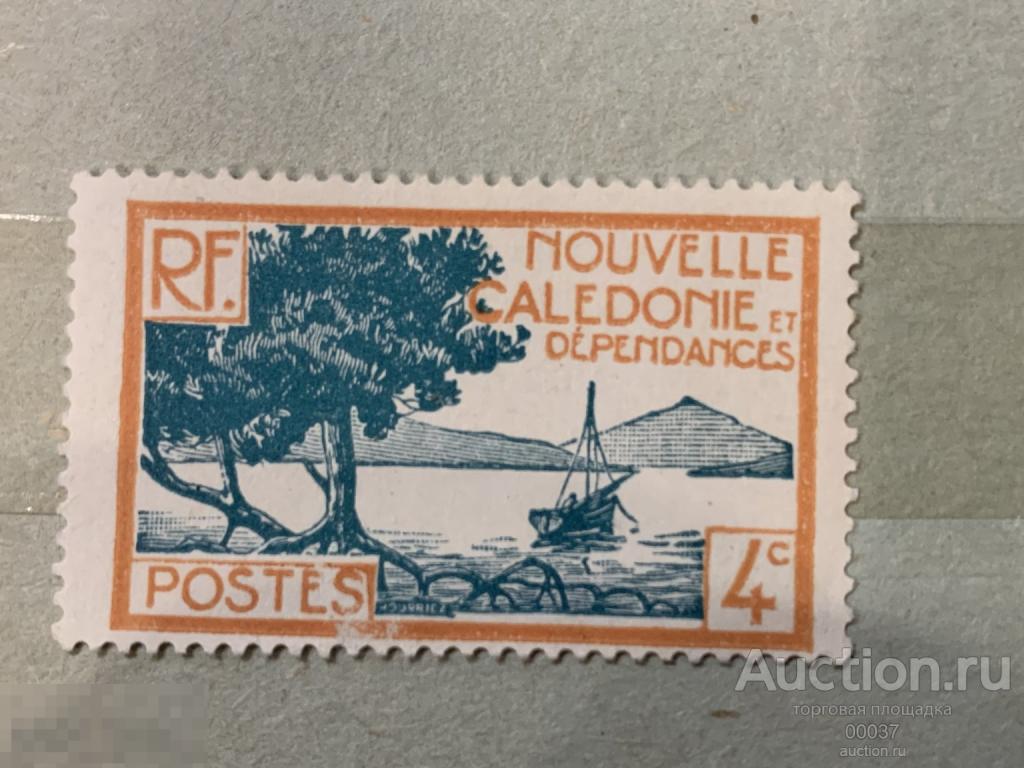 RF.
NOUVELLE
CALEDONIE ET
DÉPENDANCES
POSTES
4c
Auction.ru
торговая площадка
00037
auction.ru